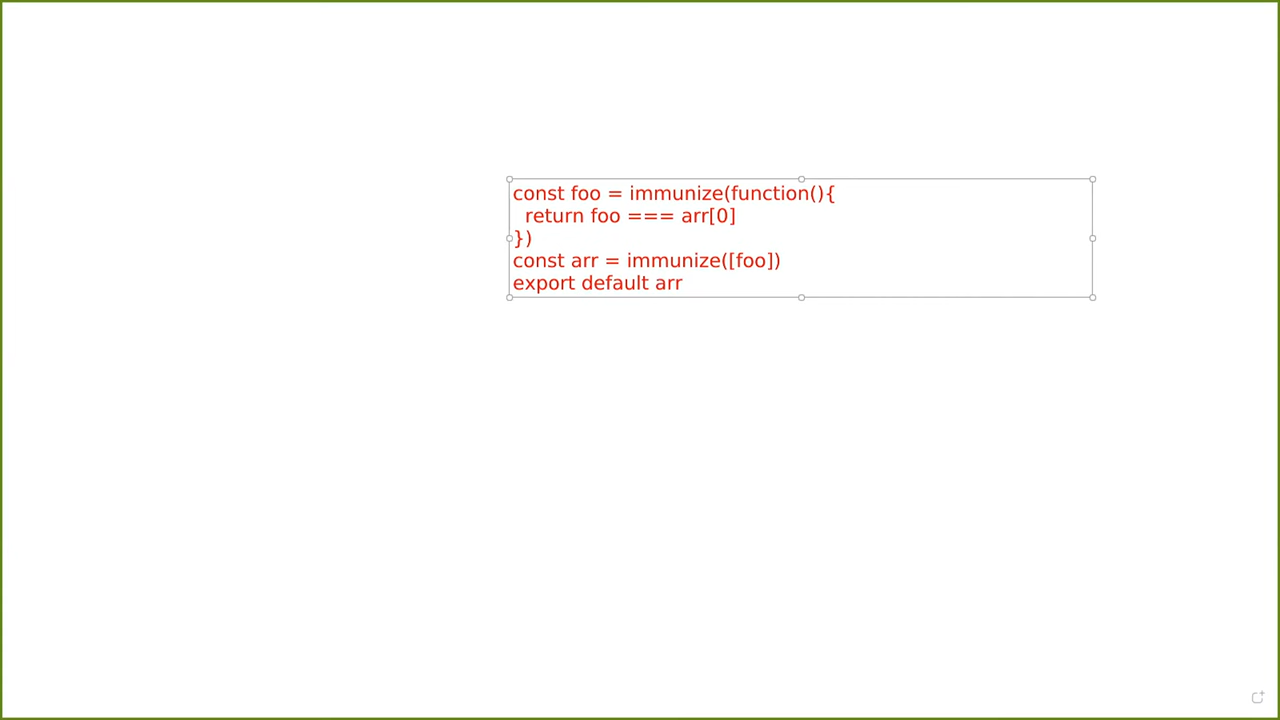 const foo = immunize(function(){
  return foo === arr[0]
})
const arr = immunize([foo])
export default arr